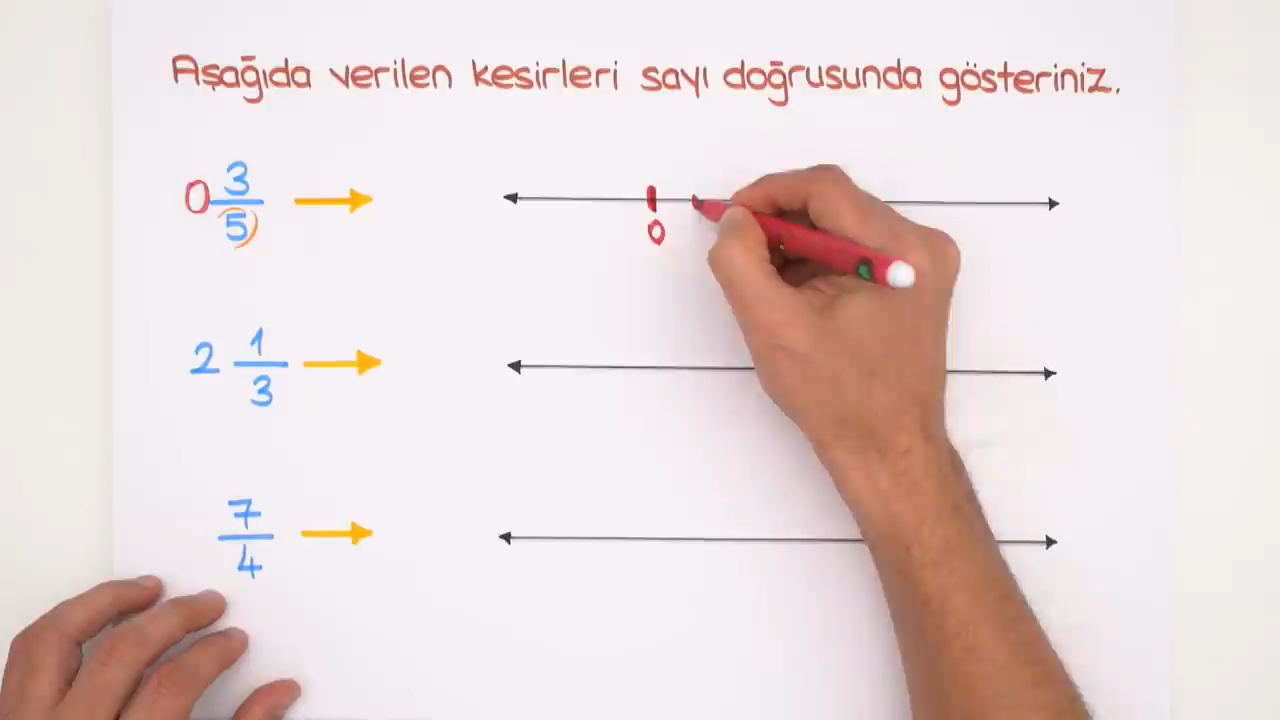 Aşağıda verilen kesirleri sayı doğrusunda gösteriniz.
0 3/5
0
2 1/3
7/4